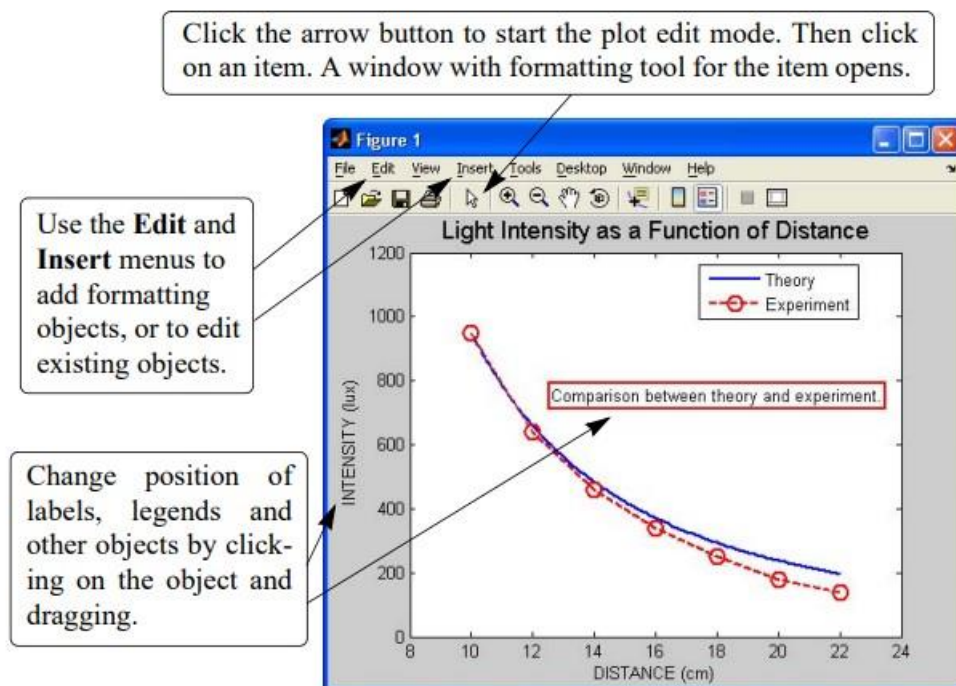 Click the arrow button to start the plot edit mode. Then click
on an item. A window with formatting tool for the item opens.
Figure 1
File Edit View Insert Tools Desktop Window Help
Use the Edit and
Insert menus to
add formatting
objects, or to edit
existing objects.
Light Intensity as a Function of Distance
Theory
Experiment
Comparison between theory and experiment.
Change position of
labels, legends and
other objects by click-
ing on the object and
dragging.
INTENSITY (lux)
1200
1000
800
600
400
200
0
8 10 12 14 16 18 20 22 24
DISTANCE (cm)